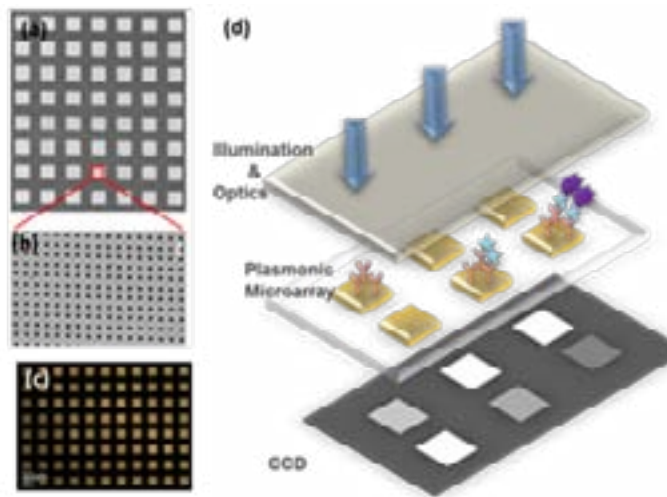 (a)
(b)
(c)
(d)
Illumination
&
Optics
Plasmonic
Microarray
CCD